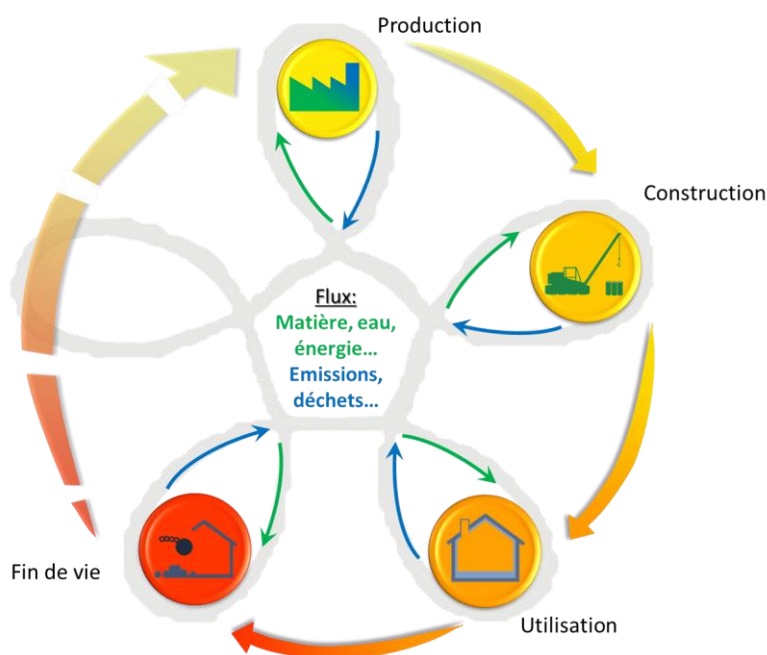 Production
Construction
Flux:
Matière, eau,
énergie...
Emissions,
déchets...
Fin de vie
Utilisation